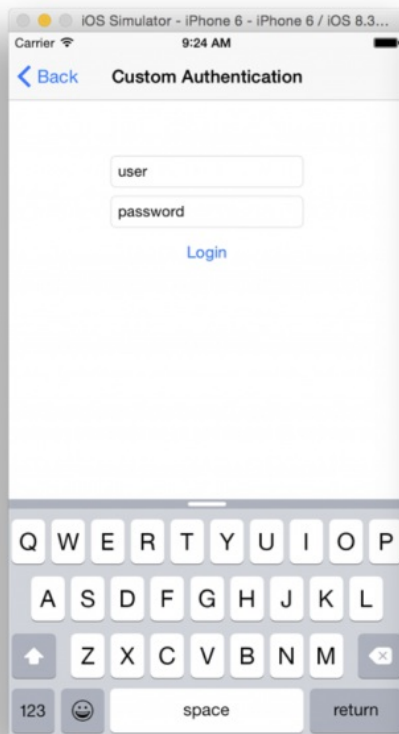 iOS Simulator - iPhone 6 - iPhone 6 / iOS 8.3...
Carrier 9:24 AM
Back Custom Authentication
user
password
Login
Q W E R T Y U I O P
A S D F G H J K L
Z X C V B N M
123 space return